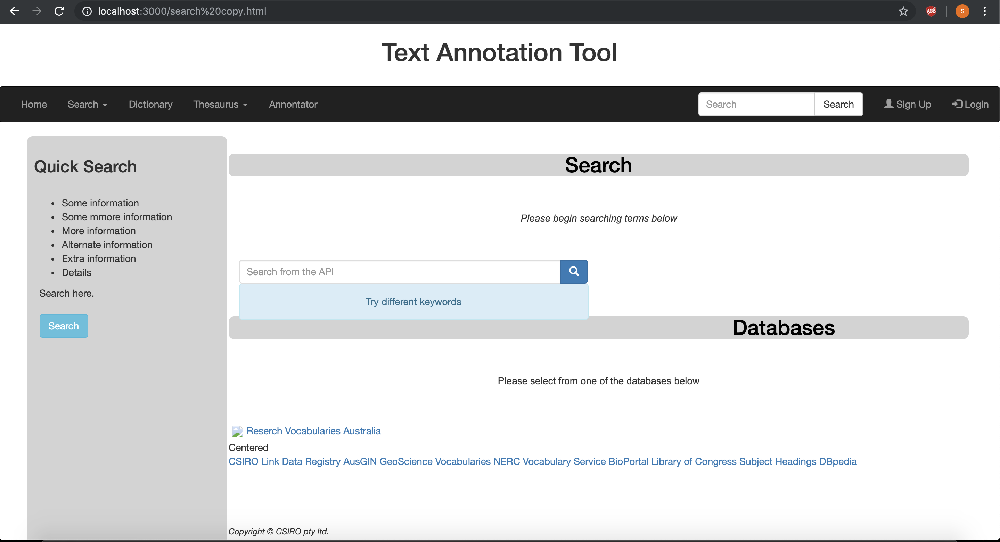 localhost:3000/search%20copy.html
ABB
S
Text Annotation Tool
Home Search Dictionary Thesaurus Annontator Search Search Sign Up Login
Quick Search
Some information
Some mmore information
More information
Alternate information
Extra information
Details
Search here.
Search
Search
Please begin searching terms below
Search from the API
Try different keywords
Databases
Please select from one of the databases below
Reserch Vocabularies Australia
Centered
CSIRO Link Data Registry AusGIN GeoScience Vocabularies NERC Vocabulary Service BioPortal Library of Congress Subject Headings DBpedia
Copyright © CSIRO pty ltd.